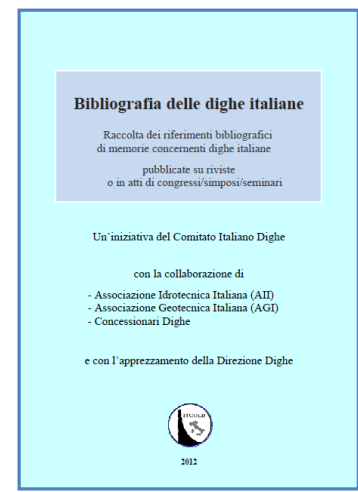 Bibliografia delle dighe italiane
Raccolta dei riferimenti bibliografici
di memorie concernenti dighe italiane
pubblicate su riviste
o in atti di congressi/simposi/seminari
Un'iniziativa del Comitato Italiano Dighe
con la collaborazione di
- Associazione Idrotecnica Italiana (AII)
- Associazione Geotecnica Italiana (AGI)
- Concessionari Dighe
e con l'apprezzamento della Direzione Dighe
ITCOLD
2012